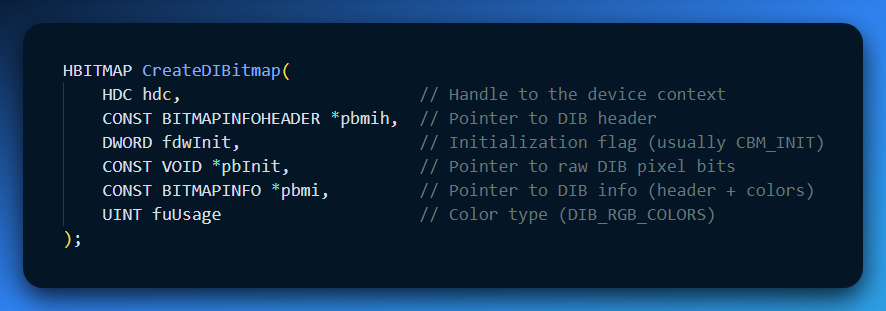 HBITMAP CreateDIBitmap(
    HDC hdc,                        // Handle to the device context
    CONST BITMAPINFOHEADER *pbmih,  // Pointer to DIB header
    DWORD fdwInit,                  // Initialization flag (usually CBM_INIT)
    CONST VOID *pbInit,             // Pointer to raw DIB pixel bits
    CONST BITMAPINFO *pbmi,         // Pointer to DIB info (header + colors)
    UINT fuUsage                    // Color type (DIB_RGB_COLORS)
);